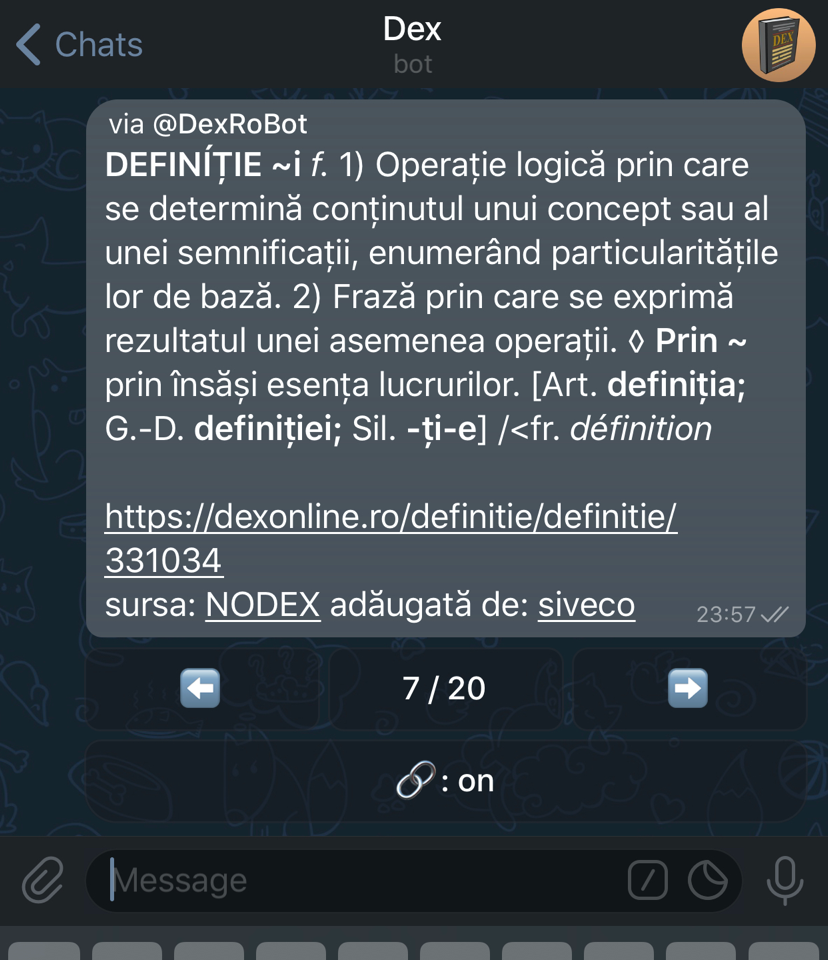 Chats
Dex
bot
DEX
via @DexRoBot
DEFINÍȚIE ~i f. 1) Operație logică prin care
se determină conținutul unui concept sau al
unei semnificații, enumerând particularitățile
lor de bază. 2) Frază prin care se exprimă
rezultatul unei asemenea operații. ◊ Prin ~
prin însăși esența lucrurilor. [Art. definiția;
G.-D. definiției; Sil. -ți-e] /<fr. définition
https://dexonline.ro/definitie/definitie/
331034
sursa: NODEX adăugată de: siveco
23:57
7 / 20
: on
Message